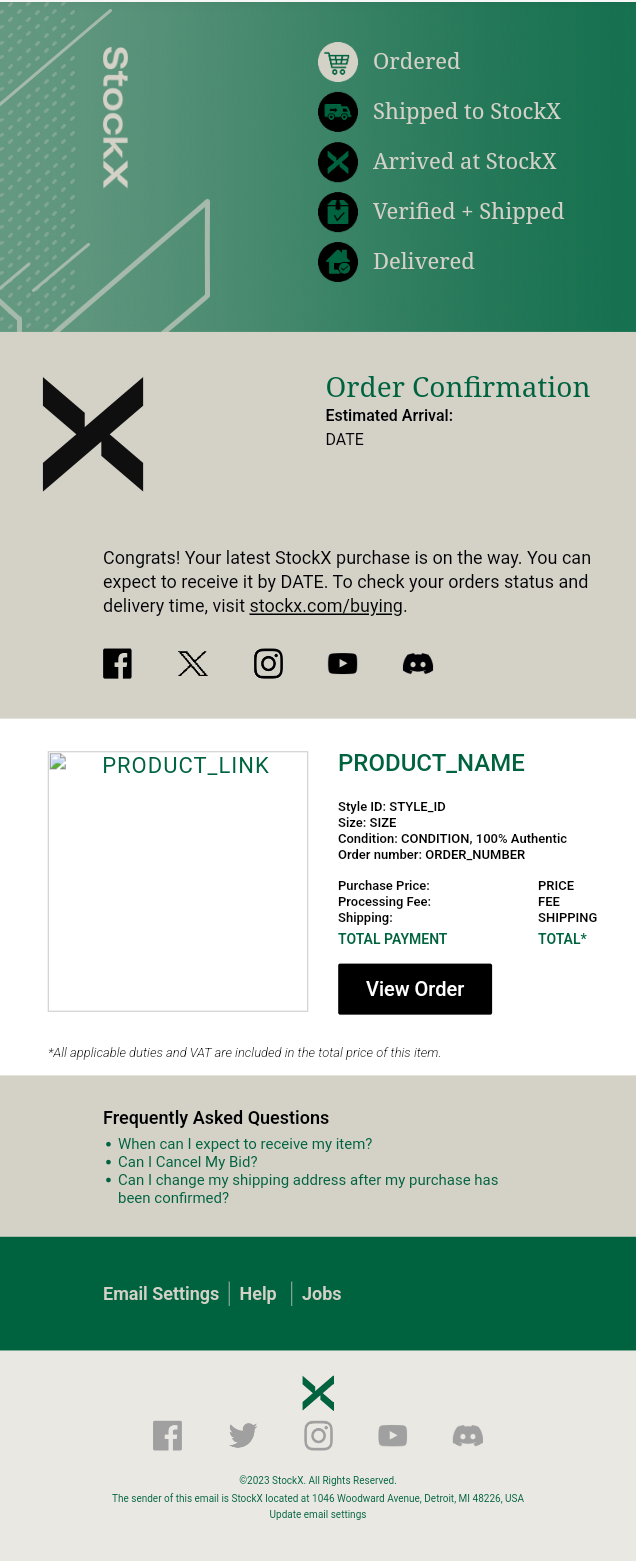 StockX
Ordered
Shipped to StockX
Arrived at StockX
Verified + Shipped
Delivered
Order Confirmation
Estimated Arrival:
DATE
Congrats! Your latest StockX purchase is on the way. You can
expect to receive it by DATE. To check your orders status and
delivery time, visit stockx.com/buying.
PRODUCT_LINK
PRODUCT_NAME
Style ID: STYLE_ID
Size: SIZE
Condition: CONDITION, 100% Authentic
Order number: ORDER_NUMBER
Purchase Price: PRICE
Processing Fee: FEE
Shipping: SHIPPING
TOTAL PAYMENT TOTAL*
View Order
*All applicable duties and VAT are included in the total price of this item.
Frequently Asked Questions
• When can I expect to receive my item?
• Can I Cancel My Bid?
• Can I change my shipping address after my purchase has
been confirmed?
Email Settings Help Jobs
©2023 StockX. All Rights Reserved.
The sender of this email is StockX located at 1046 Woodward Avenue, Detroit, MI 48226, USA
Update email settings